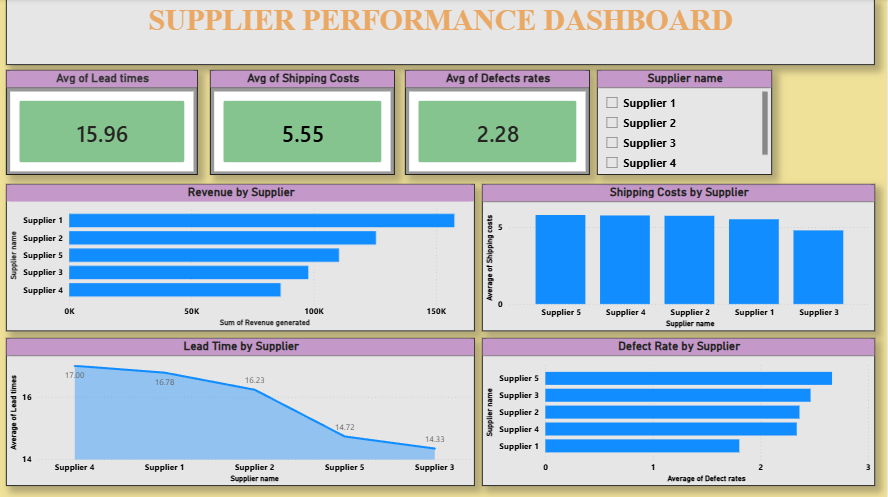 SUPPLIER PERFORMANCE DASHBOARD
Avg of Lead times
15.96
Avg of Shipping Costs
5.55
Avg of Defects rates
2.28
Supplier name
Supplier 1
Supplier 2
Supplier 3
Supplier 4
Revenue by Supplier
Supplier name
Supplier 1
Supplier 2
Supplier 5
Supplier 3
Supplier 4
0K 50K 100K 150K
Sum of Revenue generated
Shipping Costs by Supplier
Average of Shipping costs
5
0
Supplier 5 Supplier 4 Supplier 2 Supplier 1 Supplier 3
Supplier name
Lead Time by Supplier
Average of Lead times
16
14
17.00 16.78 16.23 14.72 14.33
Supplier 4 Supplier 1 Supplier 2 Supplier 5 Supplier 3
Supplier name
Defect Rate by Supplier
Supplier name
Supplier 5
Supplier 3
Supplier 2
Supplier 4
Supplier 1
0 1 2 3
Average of Defect rates